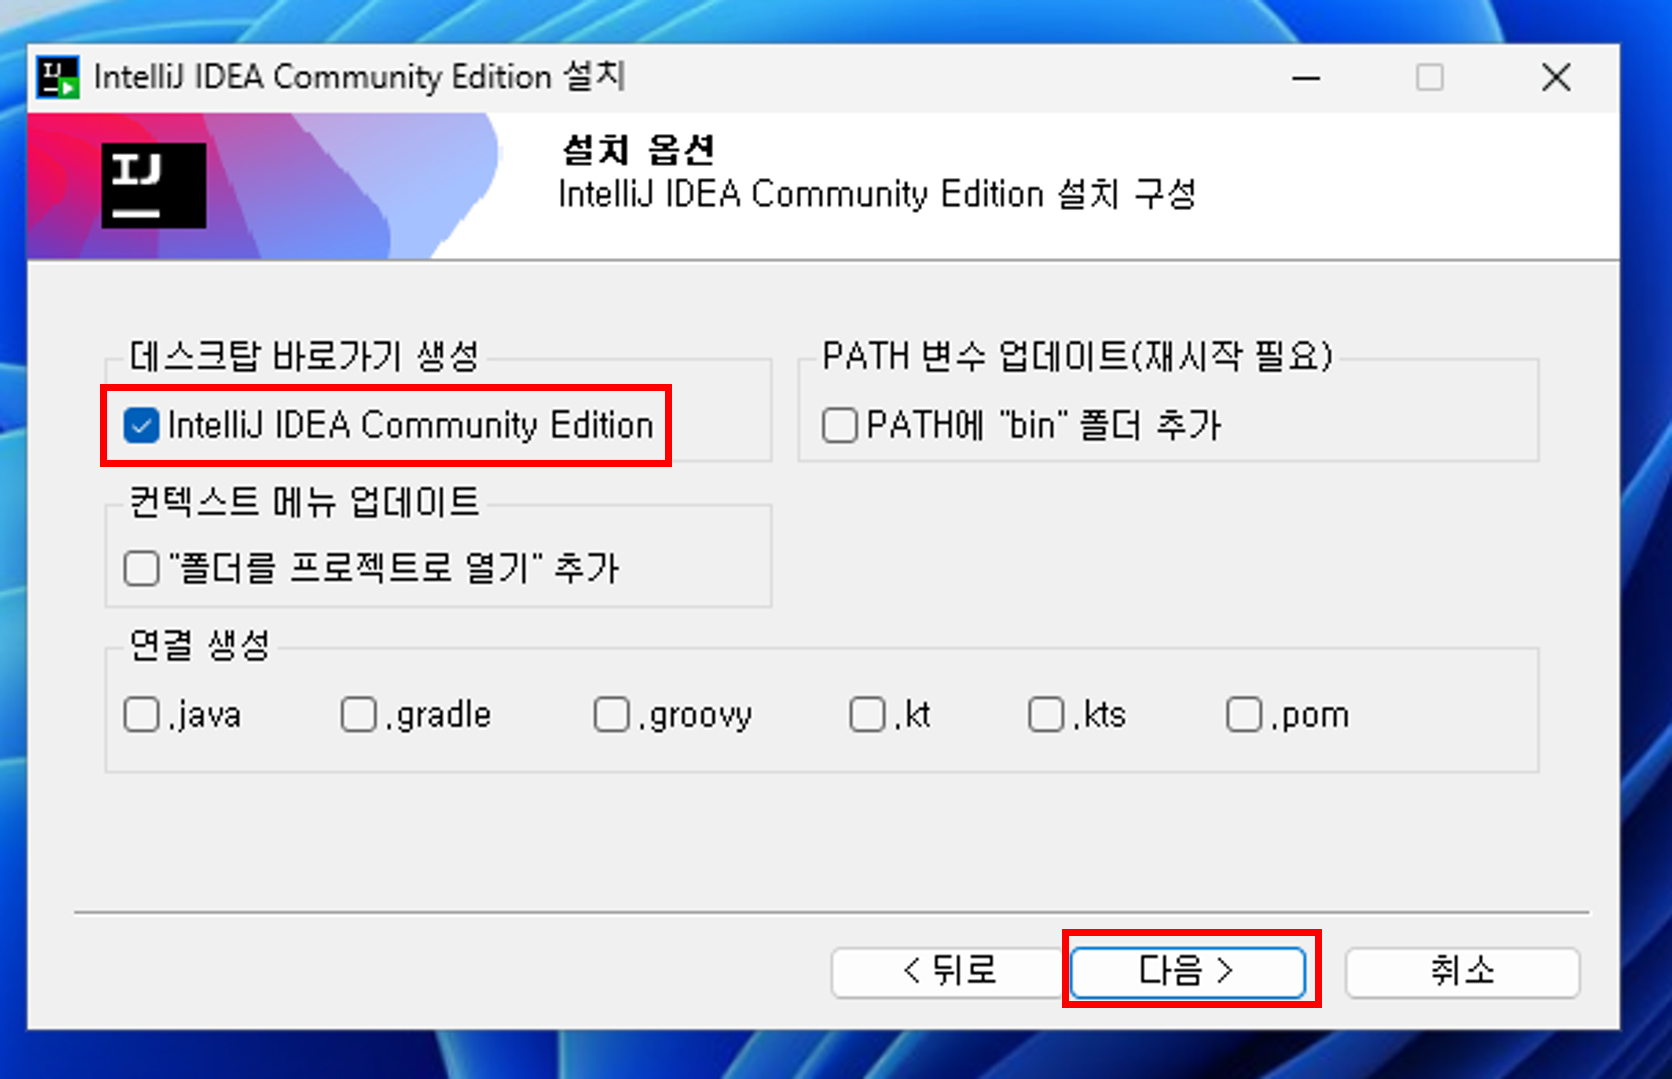 IntelliJ IDEA Community Edition 설치
IJ
설치 옵션
IntelliJ IDEA Community Edition 설치 구성
데스크탑 바로가기 생성
IntelliJ IDEA Community Edition
PATH 변수 업데이트(재시작 필요)
PATH에 "bin" 폴더 추가
컨텍스트 메뉴 업데이트
"폴더를 프로젝트로 열기" 추가
연결 생성
.java .gradle .groovy .kt .kts .pom
< 뒤로 다음 > 취소